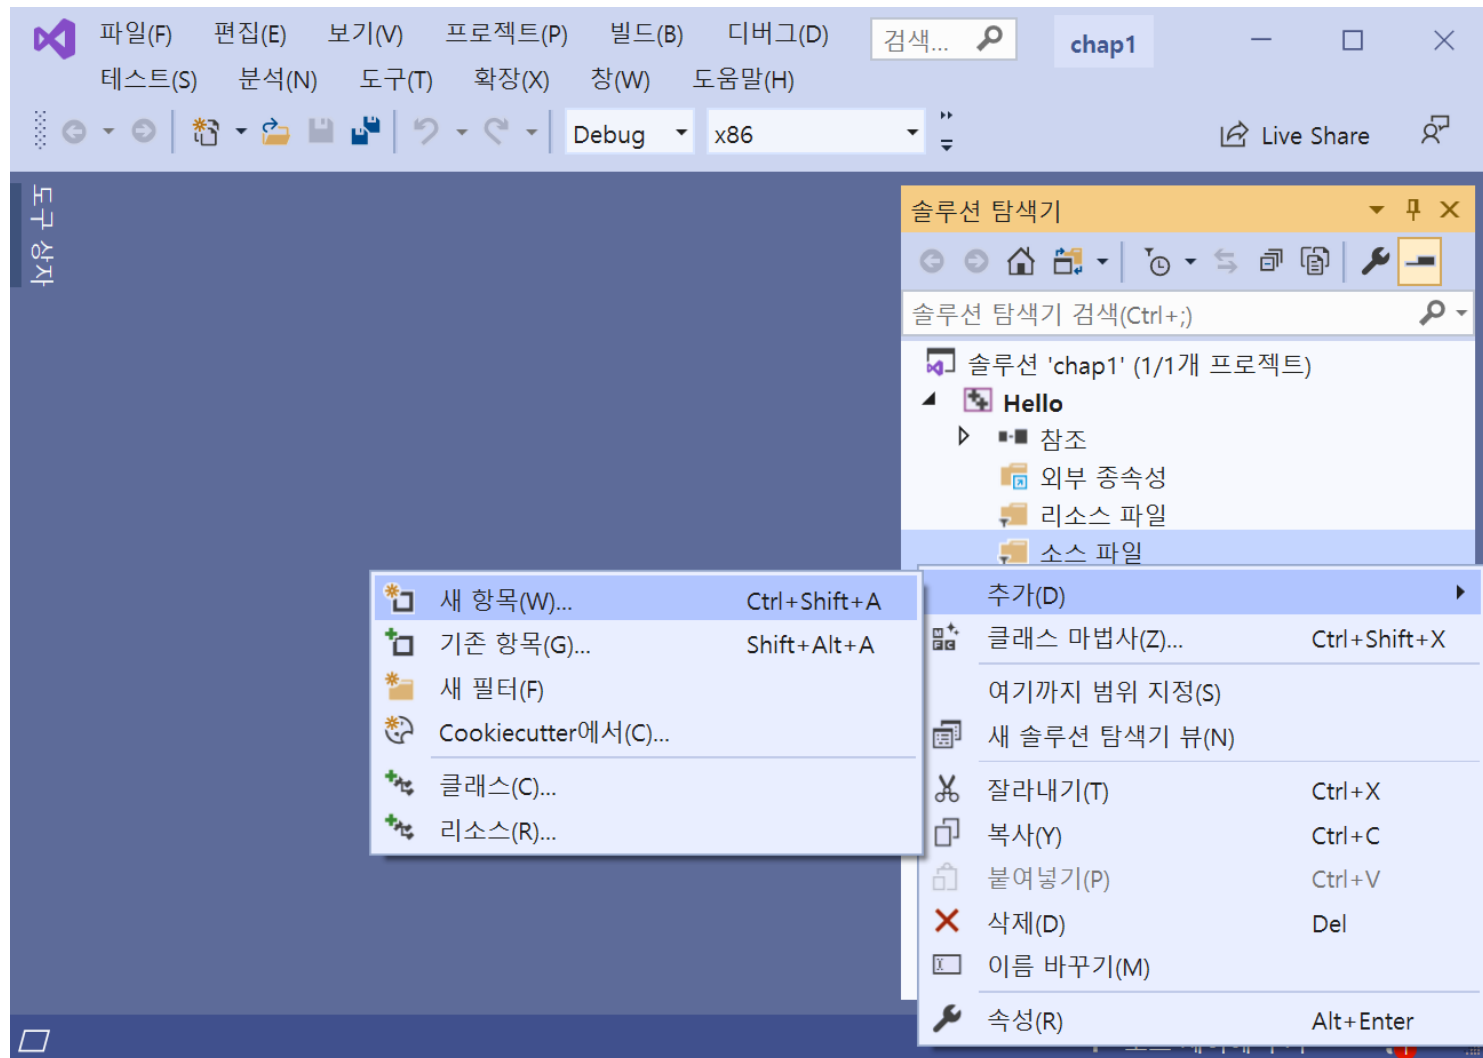 파일(F) 편집(E) 보기(V) 프로젝트(P) 빌드(B) 디버그(D) 검색... chap1
테스트(S) 분석(N) 도구(T) 확장(X) 창(W) 도움말(H)
Debug x86 Live Share
도구 상자
솔루션 탐색기
솔루션 탐색기 검색(Ctrl+;)
솔루션 'chap1' (1/1개 프로젝트)
Hello
참조
외부 종속성
리소스 파일
소스 파일
새 항목(W)... Ctrl+Shift+A
기존 항목(G)... Shift+Alt+A
새 필터(F)
Cookiecutter에서(C)...
클래스(C)...
리소스(R)...
추가(D)
클래스 마법사(Z)... Ctrl+Shift+X
여기까지 범위 지정(S)
새 솔루션 탐색기 뷰(N)
잘라내기(T) Ctrl+X
복사(Y) Ctrl+C
붙여넣기(P) Ctrl+V
삭제(D) Del
이름 바꾸기(M)
속성(R) Alt+Enter